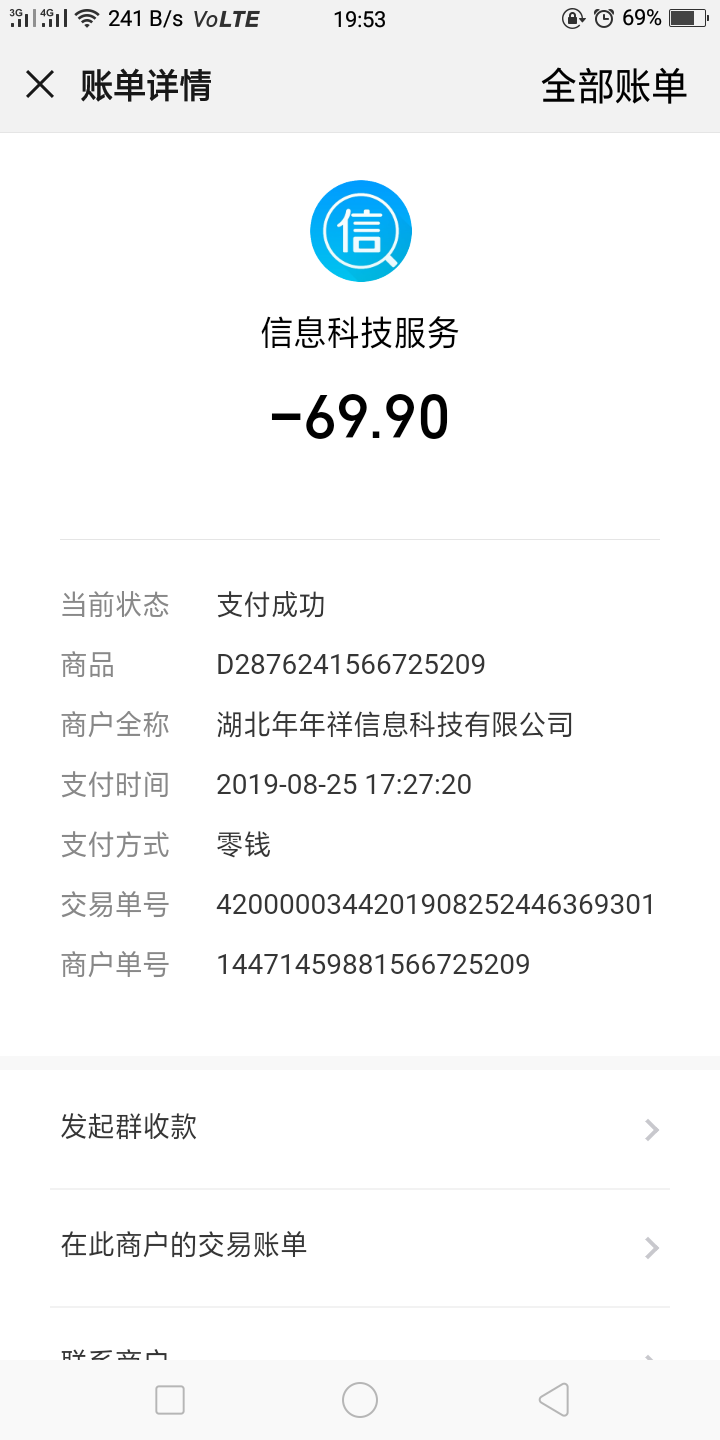 3G 4G 241 B/s VoLTE 19:53 69%
账单详情 全部账单
信
信息科技服务
-69.90
当前状态 支付成功
商品 D2876241566725209
商户全称 湖北年年祥信息科技有限公司
支付时间 2019-08-25 17:27:20
支付方式 零钱
交易单号 4200000344201908252446369301
商户单号 14471459881566725209
发起群收款
在此商户的交易账单
联系商户